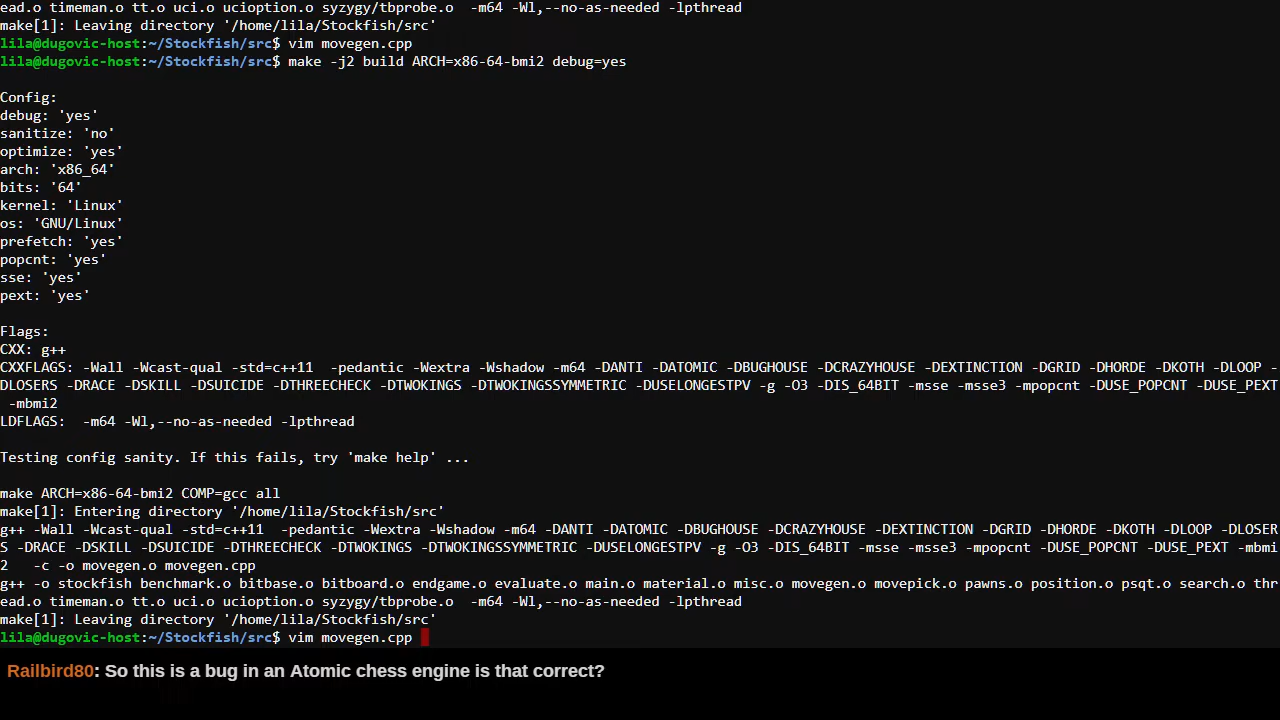 ead.o timeman.o tt.o uci.o ucioption.o syzygy/tbprobe.o  -m64 -Wl,--no-as-needed -lpthread
make[1]: Leaving directory '/home/lila/Stockfish/src'
lila@dugovic-host:~/Stockfish/src$ vim movegen.cpp
lila@dugovic-host:~/Stockfish/src$ make -j2 build ARCH=x86-64-bmi2 debug=yes
Config:
debug: 'yes'
sanitize: 'no'
optimize: 'yes'
arch: 'x86_64'
bits: '64'
kernel: 'Linux'
os: 'GNU/Linux'
prefetch: 'yes'
popcnt: 'yes'
sse: 'yes'
pext: 'yes'
Flags:
CXX: g++
CXXFLAGS: -Wall -Wcast-qual -std=c++11  -pedantic -Wextra -Wshadow -m64 -DANTI -DATOMIC -DBUGHOUSE -DCRAZYHOUSE -DEXTINCTION -DGRID -DHORDE -DKOTH -DLOOP -
DLOSERS -DRACE -DSKILL -DSUICIDE -DTHREECHECK -DTWOKINGS -DTWOKINGSSYMMETRIC -DUSELONGESTPV -g -O3 -DIS_64BIT -msse -msse3 -mpopcnt -DUSE_POPCNT -DUSE_PEXT
-mbmi2
LDFLAGS:  -m64 -Wl,--no-as-needed -lpthread
Testing config sanity. If this fails, try 'make help' ...
make ARCH=x86-64-bmi2 COMP=gcc all
make[1]: Entering directory '/home/lila/Stockfish/src'
g++ -Wall -Wcast-qual -std=c++11  -pedantic -Wextra -Wshadow -m64 -DANTI -DATOMIC -DBUGHOUSE -DCRAZYHOUSE -DEXTINCTION -DGRID -DHORDE -DKOTH -DLOOP -DLOSER
S -DRACE -DSKILL -DSUICIDE -DTHREECHECK -DTWOKINGS -DTWOKINGSSYMMETRIC -DUSELONGESTPV -g -O3 -DIS_64BIT -msse -msse3 -mpopcnt -DUSE_POPCNT -DUSE_PEXT -mbmi
2   -c -o movegen.o movegen.cpp
g++ -o stockfish benchmark.o bitbase.o bitboard.o endgame.o evaluate.o main.o material.o misc.o movegen.o movepick.o pawns.o position.o psqt.o search.o thr
ead.o timeman.o tt.o uci.o ucioption.o syzygy/tbprobe.o  -m64 -Wl,--no-as-needed -lpthread
make[1]: Leaving directory '/home/lila/Stockfish/src'
lila@dugovic-host:~/Stockfish/src$ vim movegen.cpp
Railbird80: So this is a bug in an Atomic chess engine is that correct?